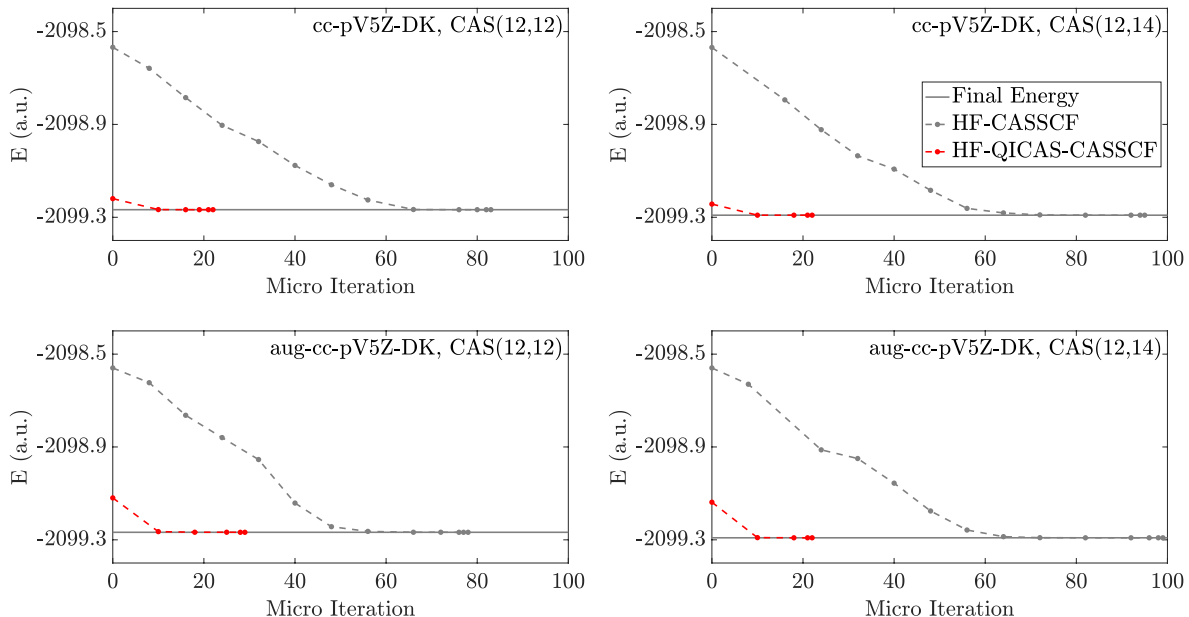 cc-pV5Z-DK, CAS(12,12)
-2098.5
-2098.9
-2099.3
E (a.u.)
0 20 40 60 80 100
Micro Iteration
cc-pV5Z-DK, CAS(12,14)
-2098.5
-2098.9
-2099.3
E (a.u.)
Final Energy
HF-CASSCF
HF-QICAS-CASSCF
0 20 40 60 80 100
Micro Iteration
aug-cc-pV5Z-DK, CAS(12,12)
-2098.5
-2098.9
-2099.3
E (a.u.)
0 20 40 60 80 100
Micro Iteration
aug-cc-pV5Z-DK, CAS(12,14)
-2098.5
-2098.9
-2099.3
E (a.u.)
0 20 40 60 80 100
Micro Iteration